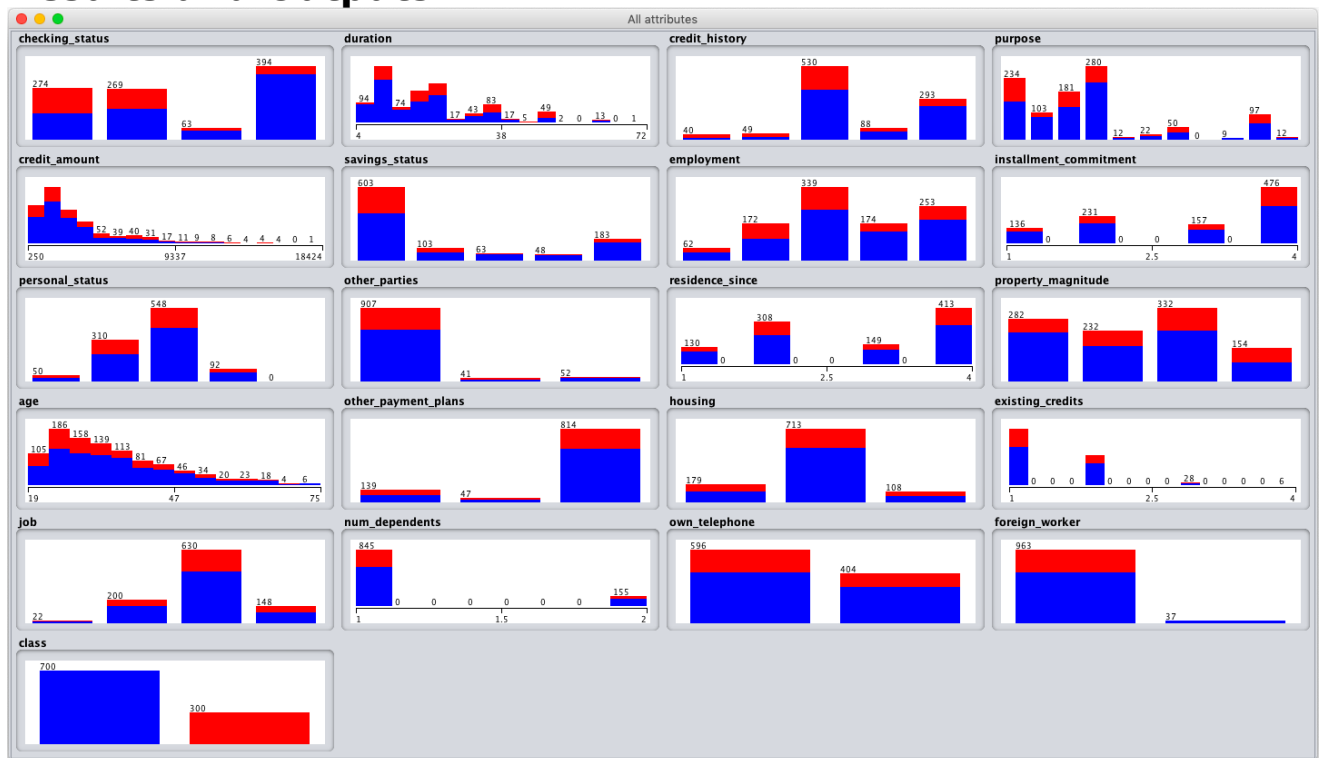 All attributes
checking_status
274 269 63 394
duration
94 74 17 43 83 17 5 49 2 0 13 0 1
4 38 72
credit_history
40 49 530 88 293
purpose
234 103 181 280 12 22 50 0 9 97 12
credit_amount
52 39 40 31 17 11 9 8 6 4 4 4 0 1
250 9337 18424
savings_status
603 103 63 48 183
employment
62 172 339 174 253
installment_commitment
136 0 231 0 0 157 0 476
1 2.5 4
personal_status
50 310 548 92 0
other_parties
907 41 52
residence_since
130 0 308 0 0 149 0 413
1 2.5 4
property_magnitude
282 232 332 154
age
105 186 158 139 113 81 67 46 34 20 23 18 4 6
19 47 75
other_payment_plans
139 47 814
housing
179 713 108
existing_credits
0 0 0 0 0 0 0 28 0 0 0 0 6
1 2.5 4
job
22 200 630 148
num_dependents
845 0 0 0 0 0 0 155
1 1.5 2
own_telephone
596 404
foreign_worker
963 37
class
700 300